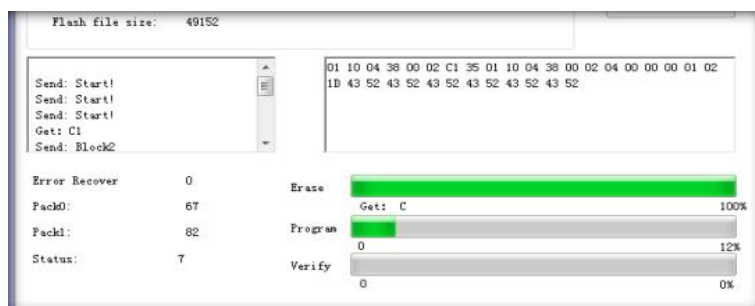 Flash file size: 49152
Send: Start!
Send: Start!
Send: Start!
Get: C1
Send: Block2
01 10 04 38 00 02 C1 35 01 10 04 38 00 02 04 00 00 00 01 02
1D 43 52 43 52 43 52 43 52 43 52 43 52
Error Recover 0
Pack0: 67
Pack1: 82
Status: 7
Erase
Get: C 100%
Program
0 12%
Verify
0 0%